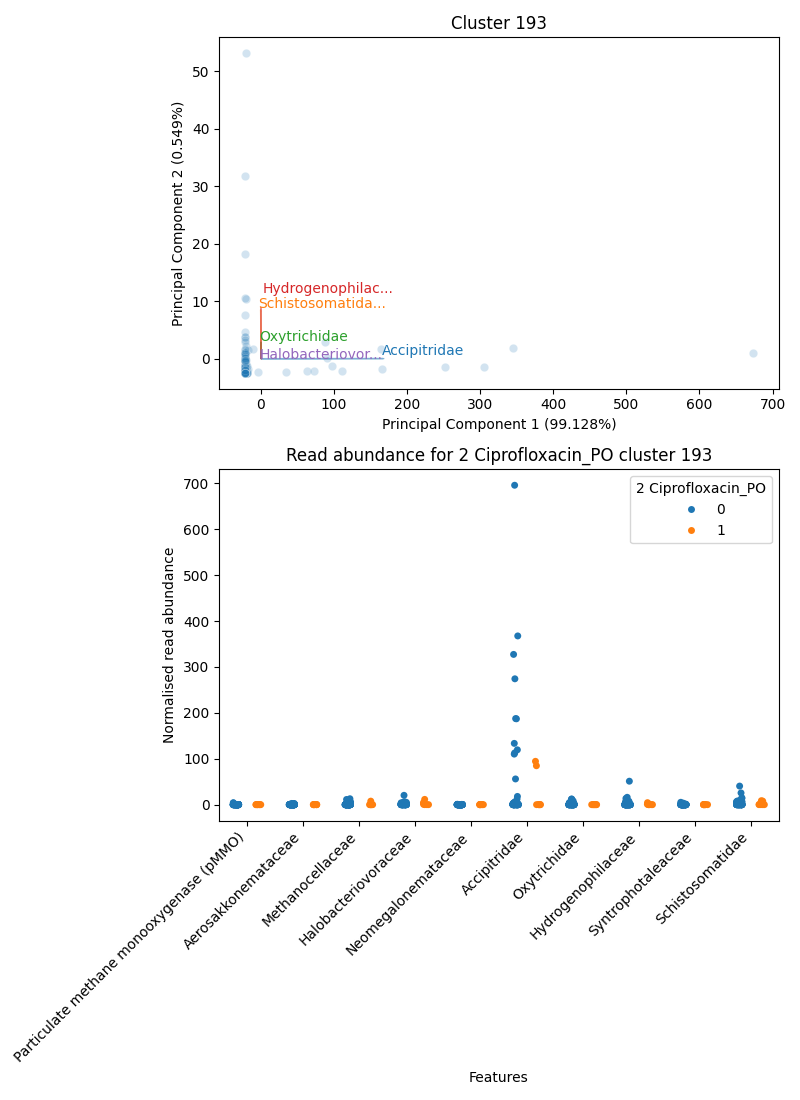 Cluster 193
Principal Component 2 (0.549%)
50
40
30
20
10
0
Hydrogenophilac...
Schistosomatida...
Oxytrichidae
Halobacteriovor...
Accipitridae
0
100
200
300
400
500
600
700
Principal Component 1 (99.128%)
Read abundance for 2 Ciprofloxacin_PO cluster 193
Normalised read abundance
700
600
500
400
300
200
100
0
2 Ciprofloxacin_PO
0
1
Particulate methane monooxygenase (pMMO)
Aerosakkonemataceae
Methanocellaceae
Halobacteriovoraceae
Neomegalonemataceae
Accipitridae
Oxytrichidae
Hydrogenophilaceae
Syntrophotaleaceae
Schistosomatidae
Features